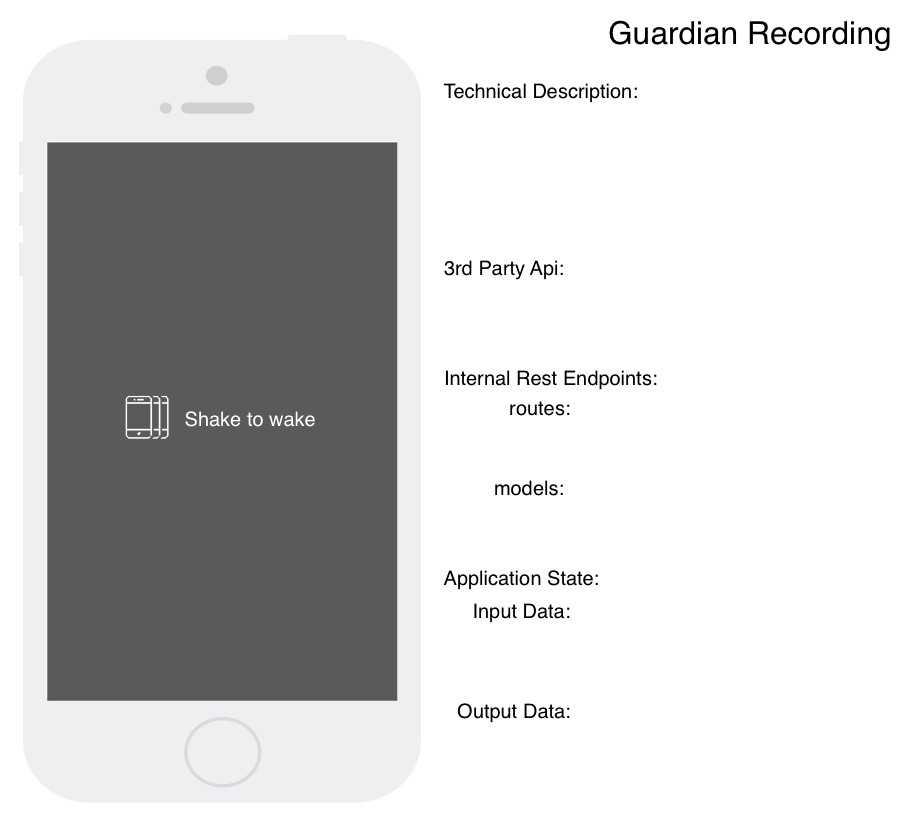 Guardian Recording
Technical Description:
3rd Party Api:
Internal Rest Endpoints:
routes:
models:
Application State:
Input Data:
Output Data:
Shake to wake